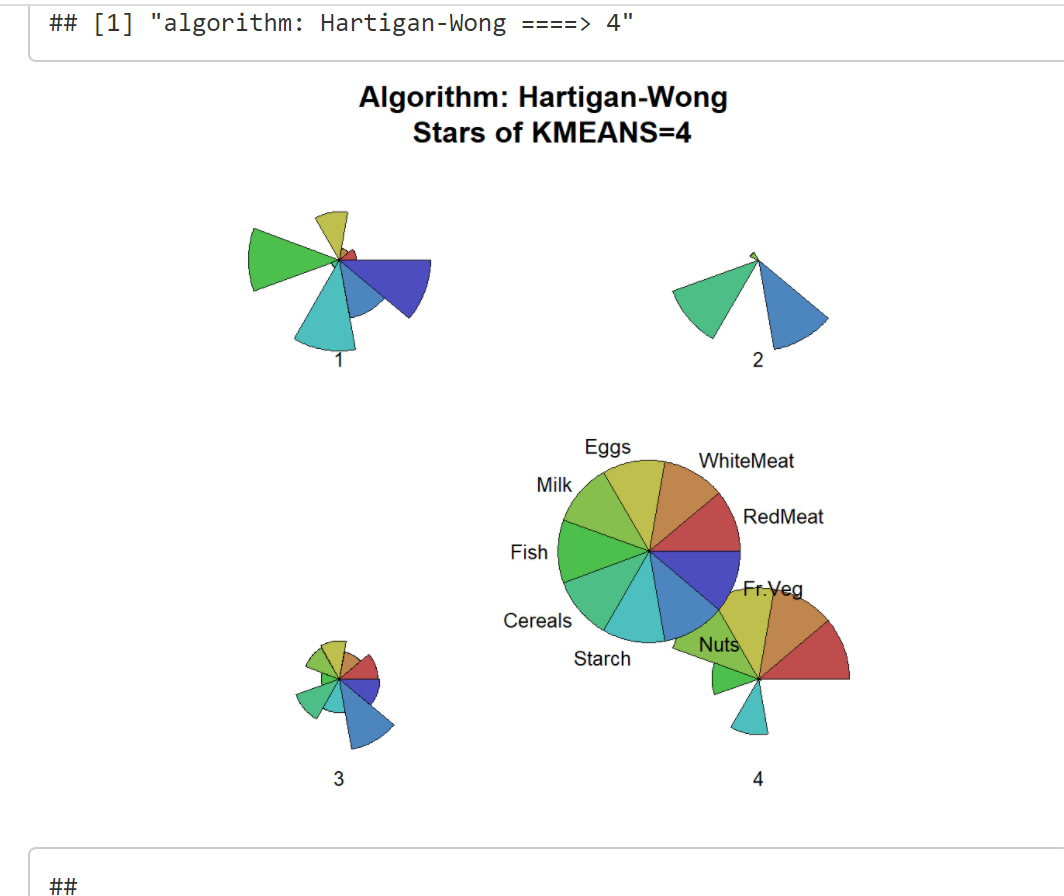 ## [1] "algorithm: Hartigan-Wong ====> 4"
Algorithm: Hartigan-Wong
Stars of KMEANS=4
1
2
Eggs
WhiteMeat
Milk
RedMeat
Fish
Fr.Veg
Cereals
Nuts
Starch
3
4
##